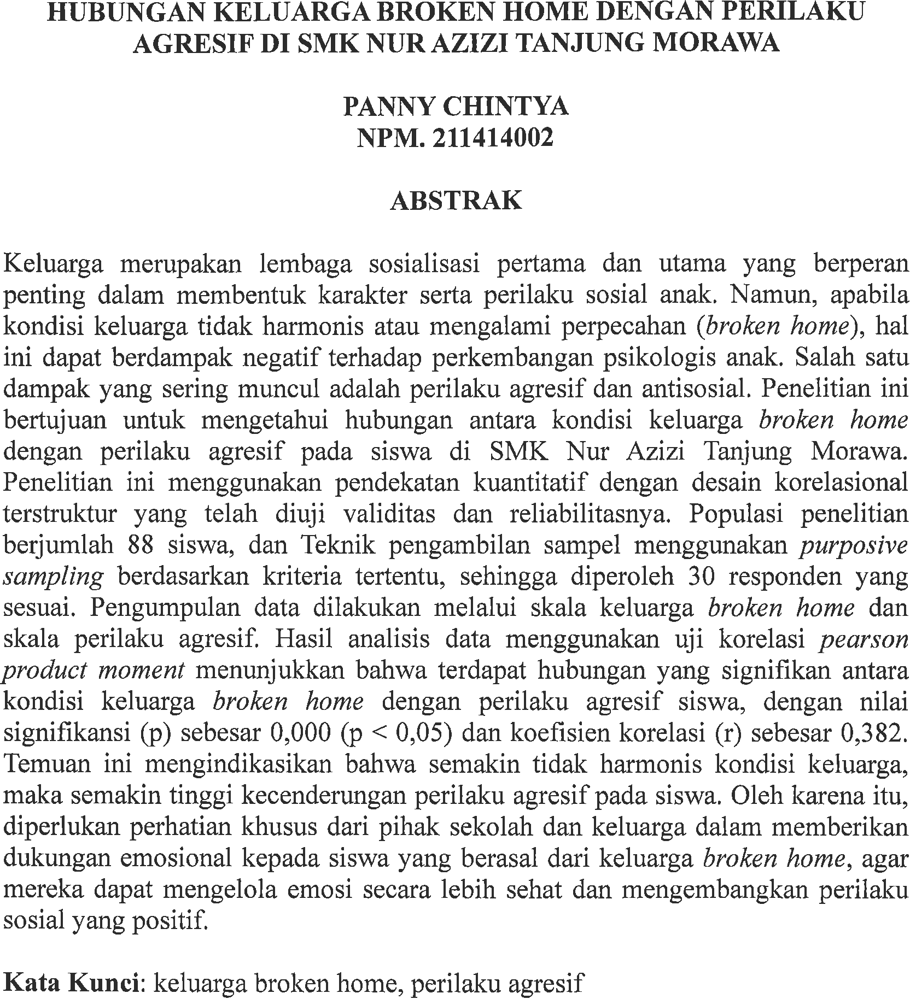 HUBUNGAN KELUARGA BROKEN HOME DENGAN PERILAKU
AGRESIF DI SMK NUR AZIZI TANJUNG MORAWA
PANNY CHINTYA
NPM. 211414002
ABSTRAK
Keluarga merupakan lembaga sosialisasi pertama dan utama yang berperan
penting dalam membentuk karakter serta perilaku sosial anak. Namun, apabila
kondisi keluarga tidak harmonis atau mengalami perpecahan (broken home), hal
ini dapat berdampak negatif terhadap perkembangan psikologis anak. Salah satu
dampak yang sering muncul adalah perilaku agresif dan antisosial. Penelitian ini
bertujuan untuk mengetahui hubungan antara kondisi keluarga broken home
dengan perilaku agresif pada siswa di SMK Nur Azizi Tanjung Morawa.
Penelitian ini menggunakan pendekatan kuantitatif dengan desain korelasional
terstruktur yang telah diuji validitas dan reliabilitasnya. Populasi penelitian
berjumlah 88 siswa, dan Teknik pengambilan sampel menggunakan purposive
sampling berdasarkan kriteria tertentu, sehingga diperoleh 30 responden yang
sesuai. Pengumpulan data dilakukan melalui skala keluarga broken home dan
skala perilaku agresif. Hasil analisis data menggunakan uji korelasi pearson
product moment menunjukkan bahwa terdapat hubungan yang signifikan antara
kondisi keluarga broken home dengan perilaku agresif siswa, dengan nilai
signifikansi (p) sebesar 0,000 (p < 0,05) dan koefisien korelasi (r) sebesar 0,382.
Temuan ini mengindikasikan bahwa semakin tidak harmonis kondisi keluarga,
maka semakin tinggi kecenderungan perilaku agresif pada siswa. Oleh karena itu,
diperlukan perhatian khusus dari pihak sekolah dan keluarga dalam memberikan
dukungan emosional kepada siswa yang berasal dari keluarga broken home, agar
mereka dapat mengelola emosi secara lebih sehat dan mengembangkan perilaku
sosial yang positif.
Kata Kunci: keluarga broken home, perilaku agresif